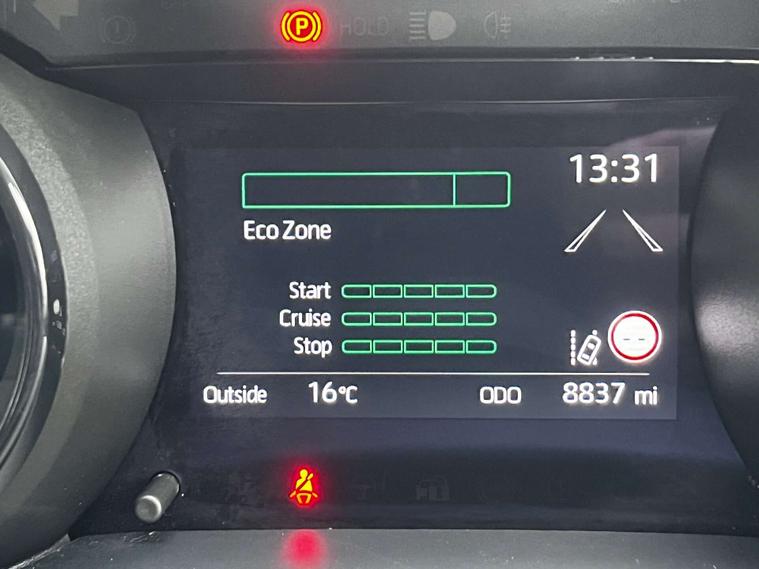 P HOLD
13:31
Eco Zone
Start
Cruise
Stop
-- 
Outside 16°C ODO 8837 mi